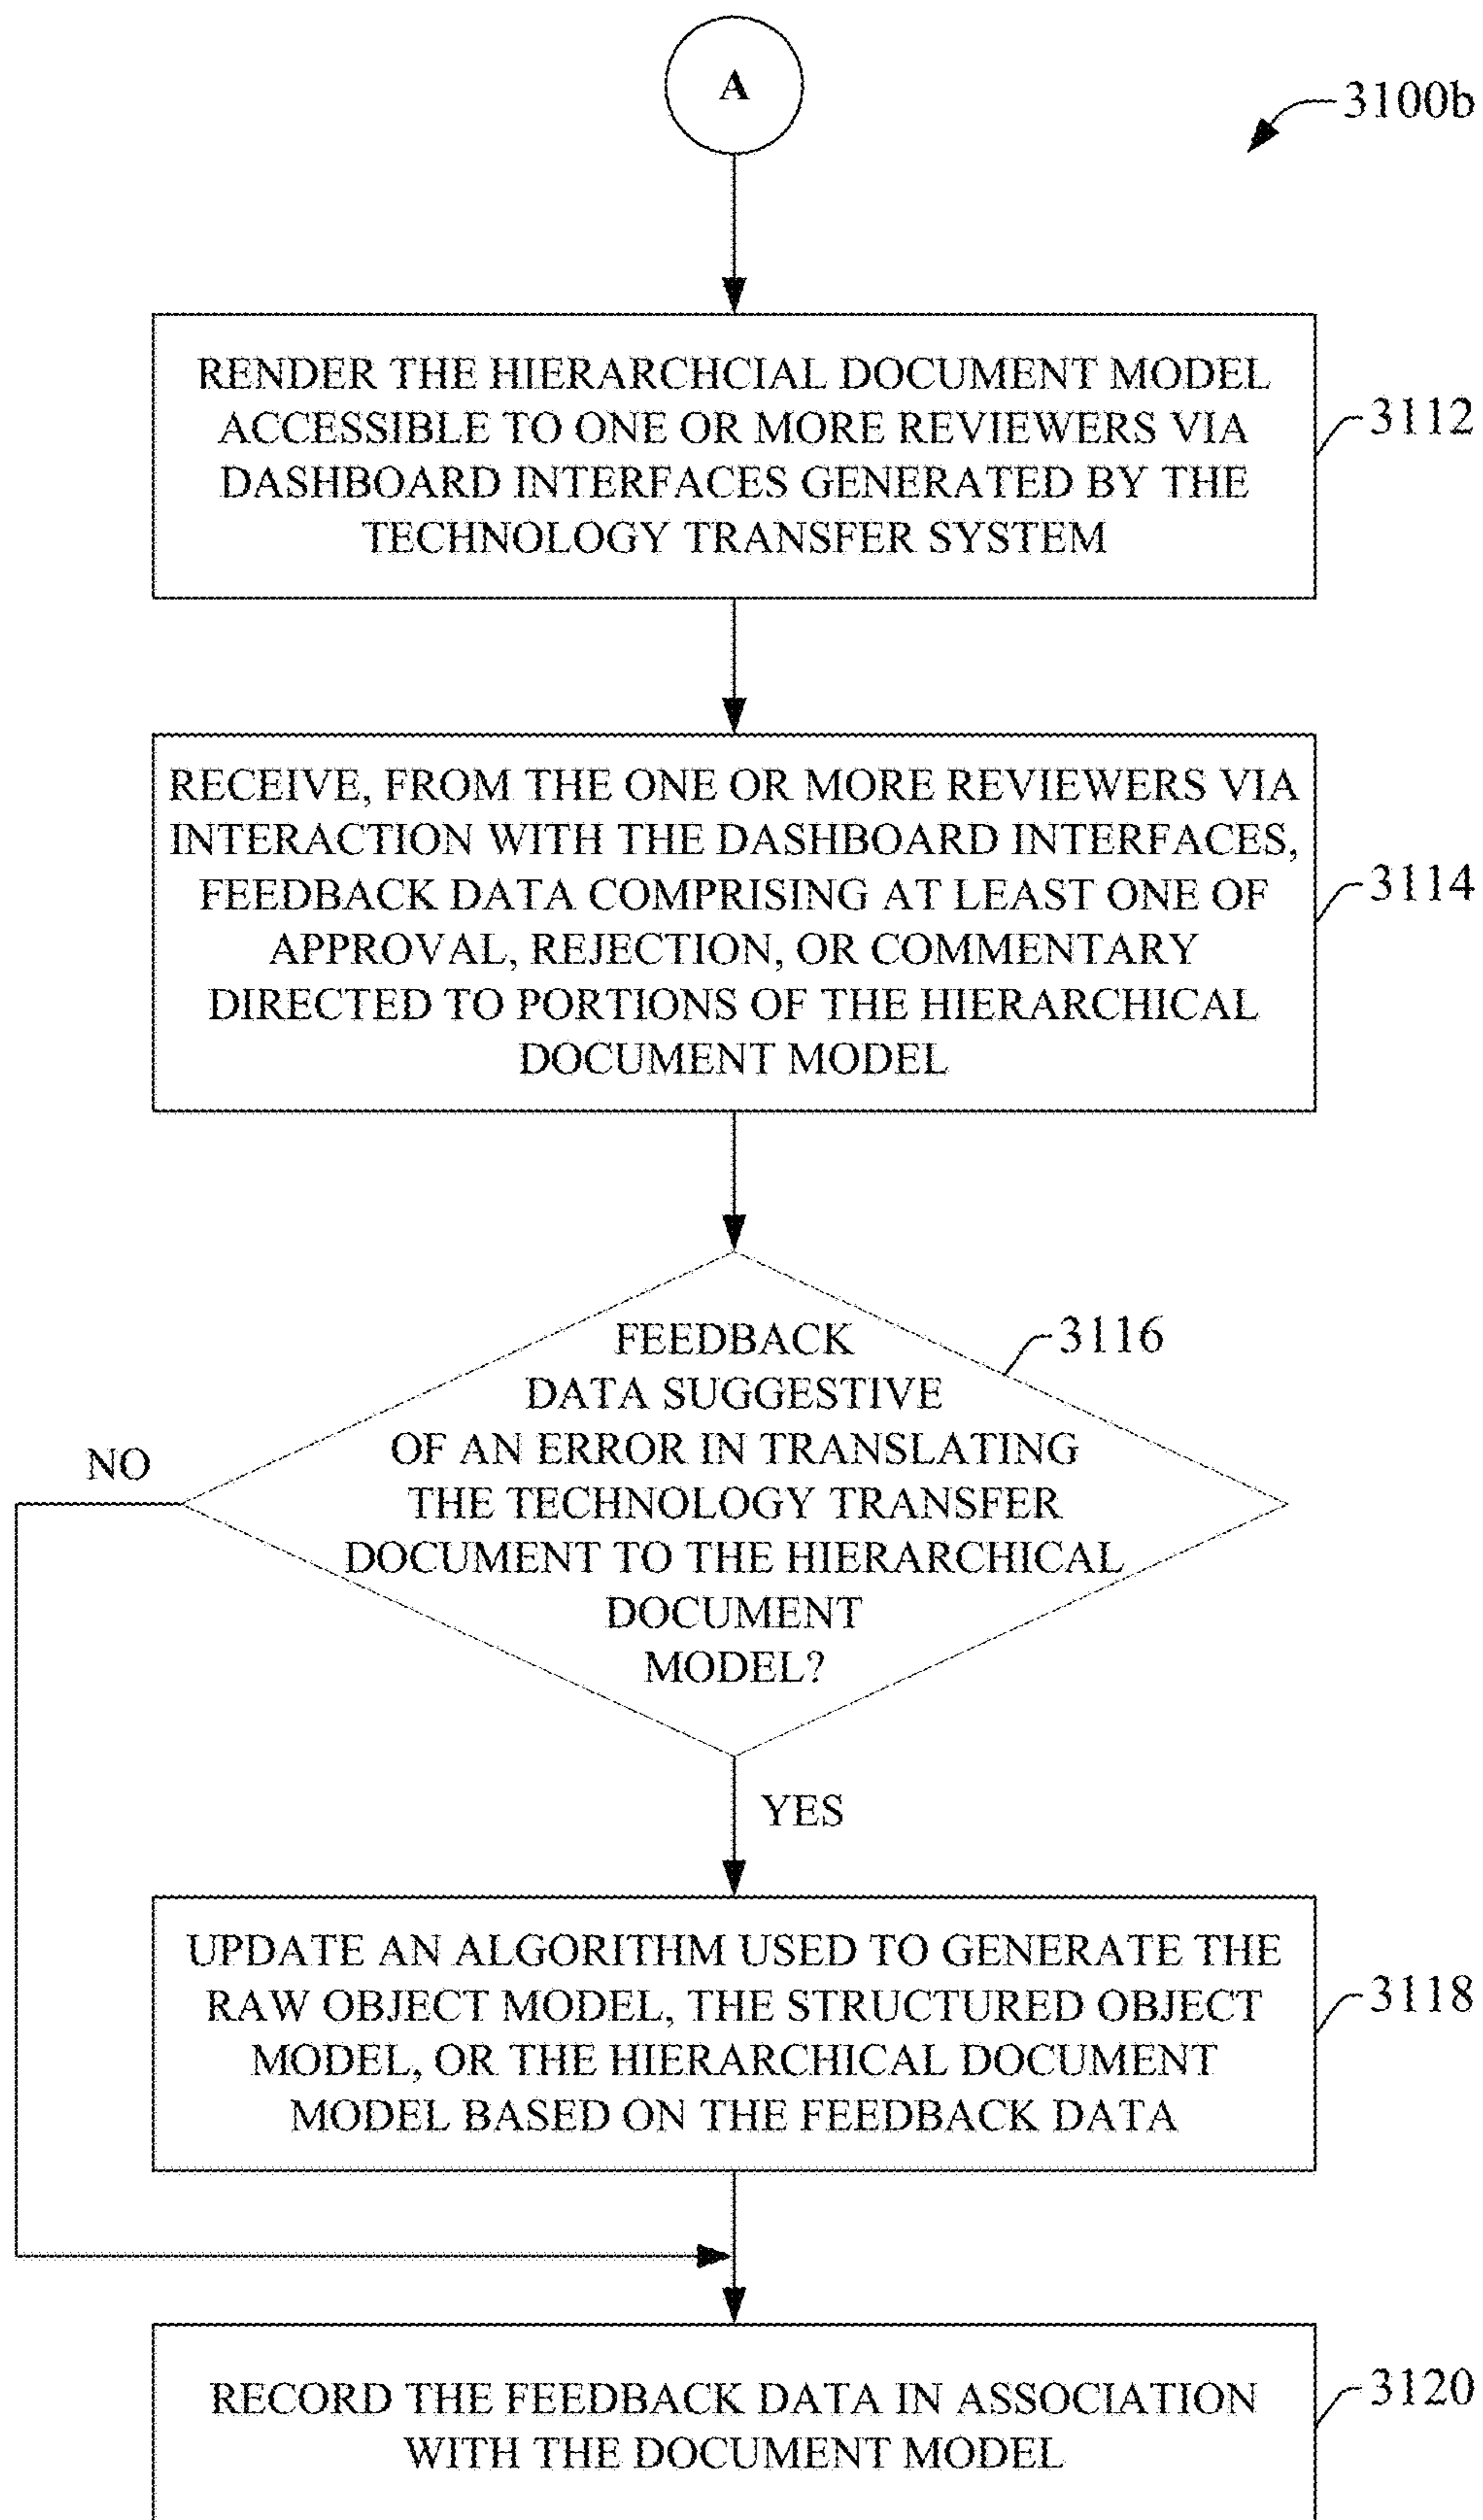 A
3100b
RENDER THE HIERARCHCIAL DOCUMENT MODEL
ACCESSIBLE TO ONE OR MORE REVIEWERS VIA
DASHBOARD INTERFACES GENERATED BY THE
TECHNOLOGY TRANSFER SYSTEM
3112
RECEIVE, FROM THE ONE OR MORE REVIEWERS VIA
INTERACTION WITH THE DASHBOARD INTERFACES,
FEEDBACK DATA COMPRISING AT LEAST ONE OF
APPROVAL, REJECTION, OR COMMENTARY
DIRECTED TO PORTIONS OF THE HIERARCHICAL
DOCUMENT MODEL
3114
FEEDBACK
DATA SUGGESTIVE
OF AN ERROR IN TRANSLATING
THE TECHNOLOGY TRANSFER
DOCUMENT TO THE HIERARCHICAL
DOCUMENT
MODEL?
3116
NO
YES
UPDATE AN ALGORITHM USED TO GENERATE THE
RAW OBJECT MODEL, THE STRUCTURED OBJECT
MODEL, OR THE HIERARCHICAL DOCUMENT
MODEL BASED ON THE FEEDBACK DATA
3118
RECORD THE FEEDBACK DATA IN ASSOCIATION
WITH THE DOCUMENT MODEL
3120